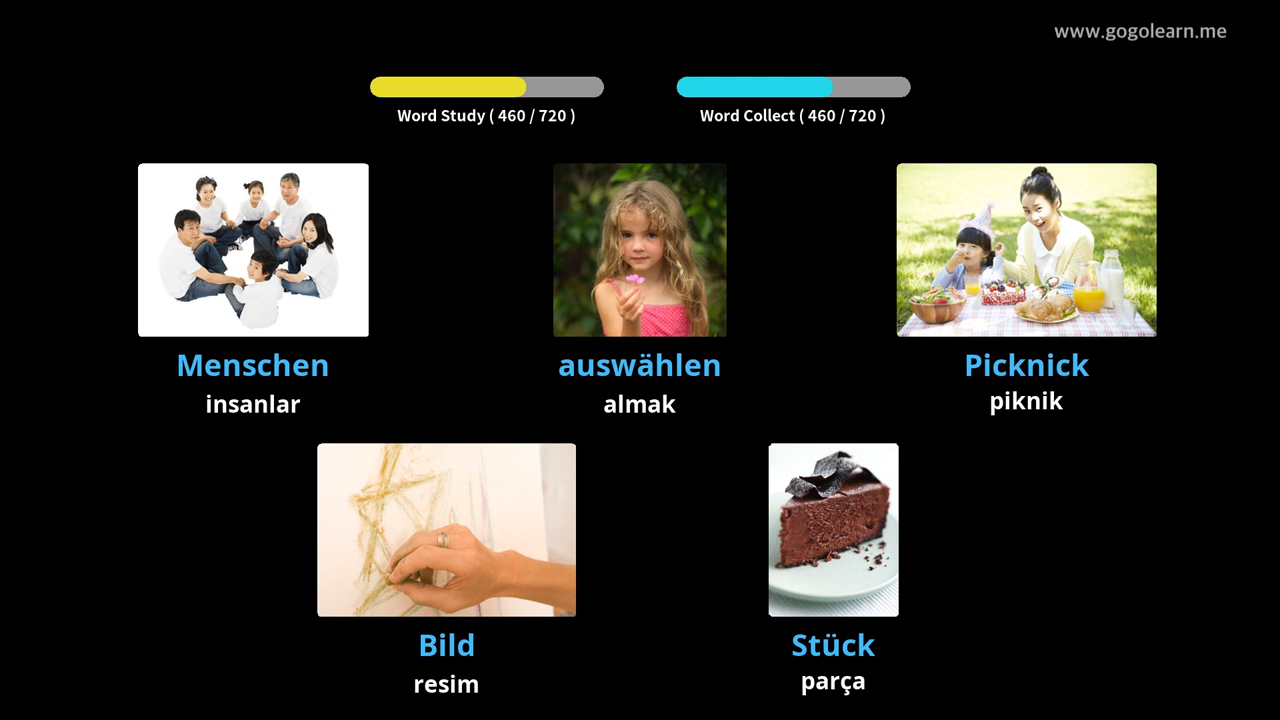 www.gogolearn.me
Word Study ( 460 / 720 )
Word Collect ( 460 / 720 )
Menschen
insanlar
auswählen
almak
Picknick
piknik
Bild
resim
Stück
parça